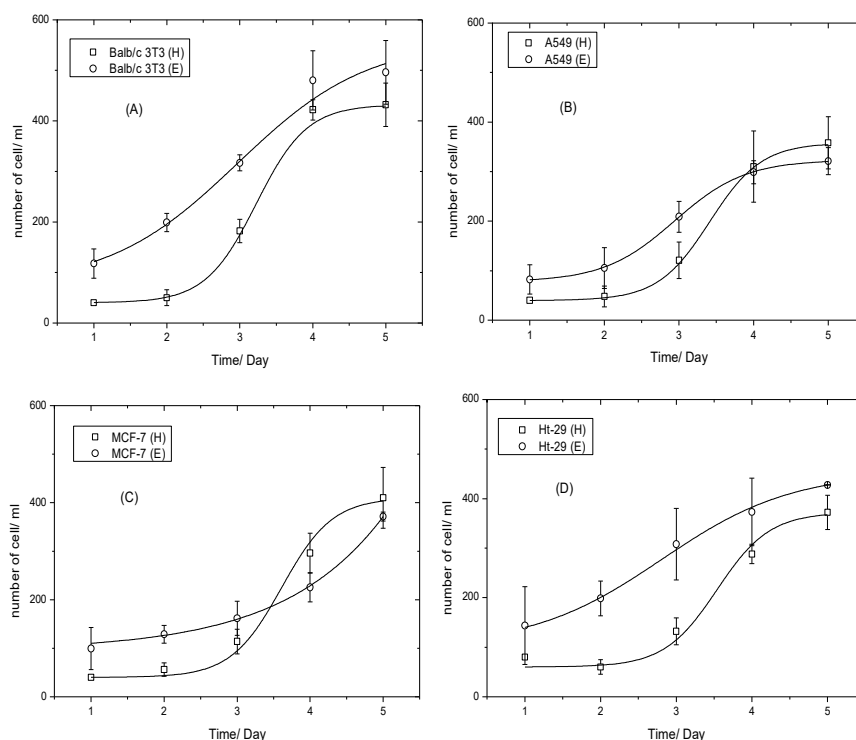 600
400
200
0
number of cell/ ml
Balb/c 3T3 (H)
Balb/c 3T3 (E)
(A)
1 2 3 4 5
Time/ Day
600
400
200
0
number of cell/ ml
A549 (H)
A549 (E)
(B)
1 2 3 4 5
Time/ Day
600
400
200
0
number of cell/ ml
MCF-7 (H)
MCF-7 (E)
(C)
1 2 3 4 5
Time/ Day
600
400
200
0
number of cell/ ml
Ht-29 (H)
Ht-29 (E)
(D)
1 2 3 4 5
Time/ Day